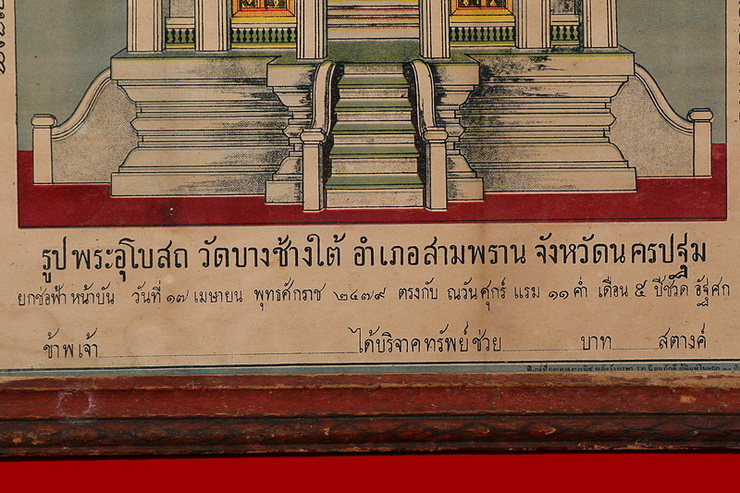 รูปพระอุโบสถ วัดบางช้างใต้ อำเภอสามพราน จังหวัดนครปฐม
ยกช่อฟ้า หน้าบัน วันที่ ๑๗ เมษายน พุทธศักราช ๒๔๗๙ ตรงกับ ณวันศุกร์ แรม ๑๑ ค่ำ เดือน ๕ ปีชวด อัฐศก
ข้าพเจ้า ได้บริจาคทรัพย์ช่วย บาท สตางค์